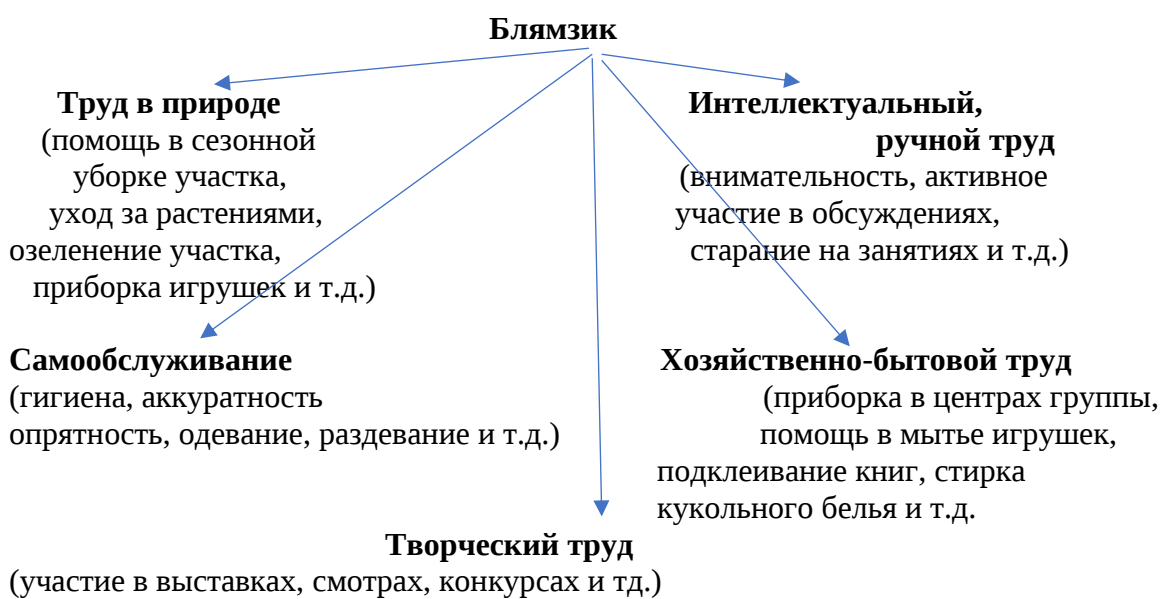 Блямзик
Труд в природе
(помощь в сезонной
уборке участка,
уход за растениями,
озеленение участка,
приборка игрушек и т.д.)
Интеллектуальный,
ручной труд
(внимательность, активное
участие в обсуждениях,
старание на занятиях и т.д.)
Самообслуживание
(гигиена, аккуратность
опрятность, одевание, раздевание и т.д.)
Хозяйственно-бытовой труд
(приборка в центрах группы,
помощь в мытье игрушек,
подклеивание книг, стирка
кукольного белья и т.д.
Творческий труд
(участие в выставках, смотрах, конкурсах и тд.)